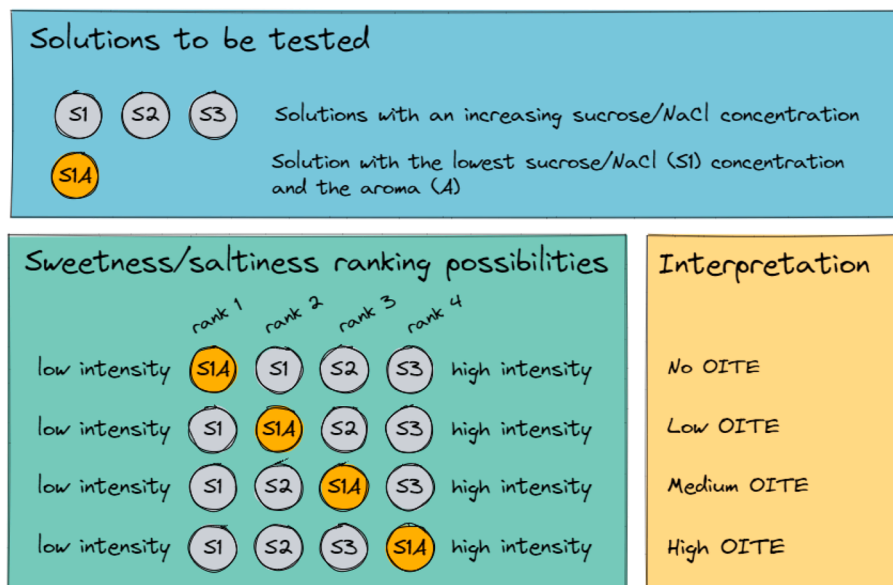 Solutions to be tested
S1 S2 S3 Solutions with an increasing sucrose/NaCl concentration
S1A Solution with the lowest sucrose/NaCl (S1) concentration
and the aroma (A)
Sweetness/saltiness ranking possibilities
rank 1 rank 2 rank 3 rank 4
low intensity S1A S1 S2 S3 high intensity
low intensity S1 S1A S2 S3 high intensity
low intensity S1 S2 S1A S3 high intensity
low intensity S1 S2 S3 S1A high intensity
Interpretation
No OITE
Low OITE
Medium OITE
High OITE